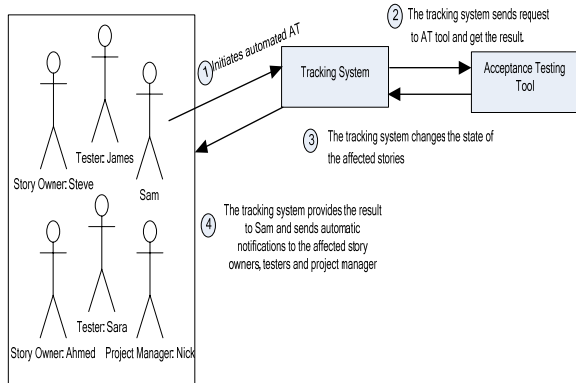 2 The tracking system sends request
to AT tool and get the result.
1 Initiates automated AT
Tracking System
Acceptance Testing
Tool
3 The tracking system changes the state of
the affected stories
Tester: James
Story Owner: Steve
Sam
4 The tracking system provides the result
to Sam and sends automatic
notifications to the affected story
owners, testers and project manager
Tester: Sara
Story Owner: Ahmed
Project Manager: Nick